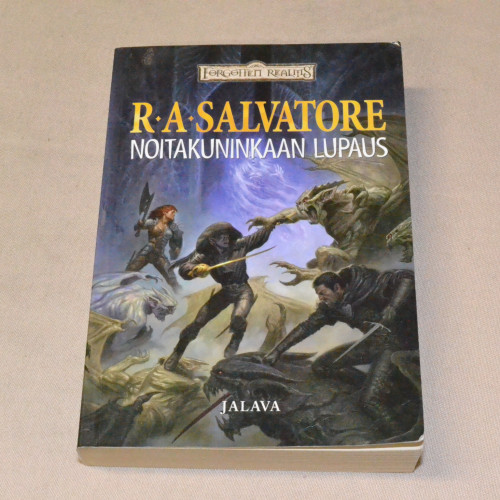 FORGOTTEN REALMS
R·A·SALVATORE
NOITAKUNINKAAN LUPAUS
JALAVA